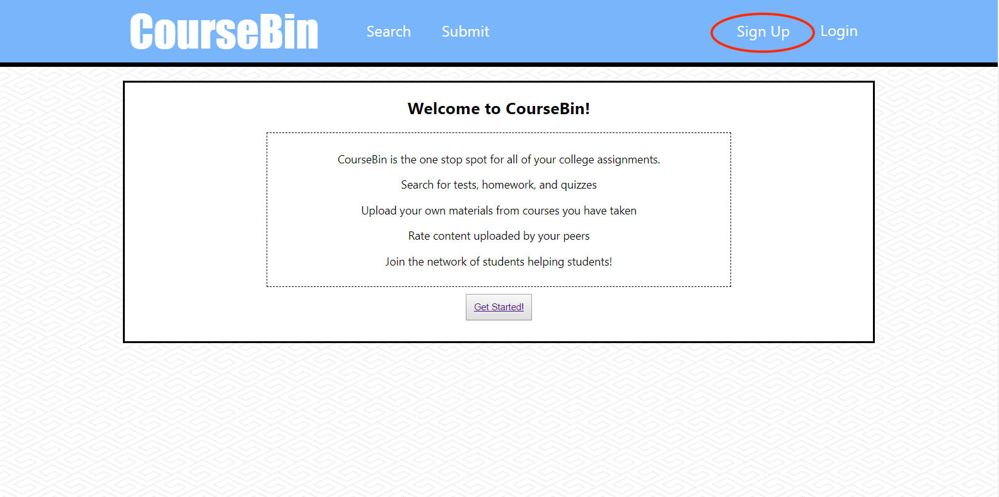 CourseBin Search Submit Sign Up Login
Welcome to CourseBin!
CourseBin is the one stop spot for all of your college assignments.
Search for tests, homework, and quizzes
Upload your own materials from courses you have taken
Rate content uploaded by your peers
Join the network of students helping students!
Get Started!